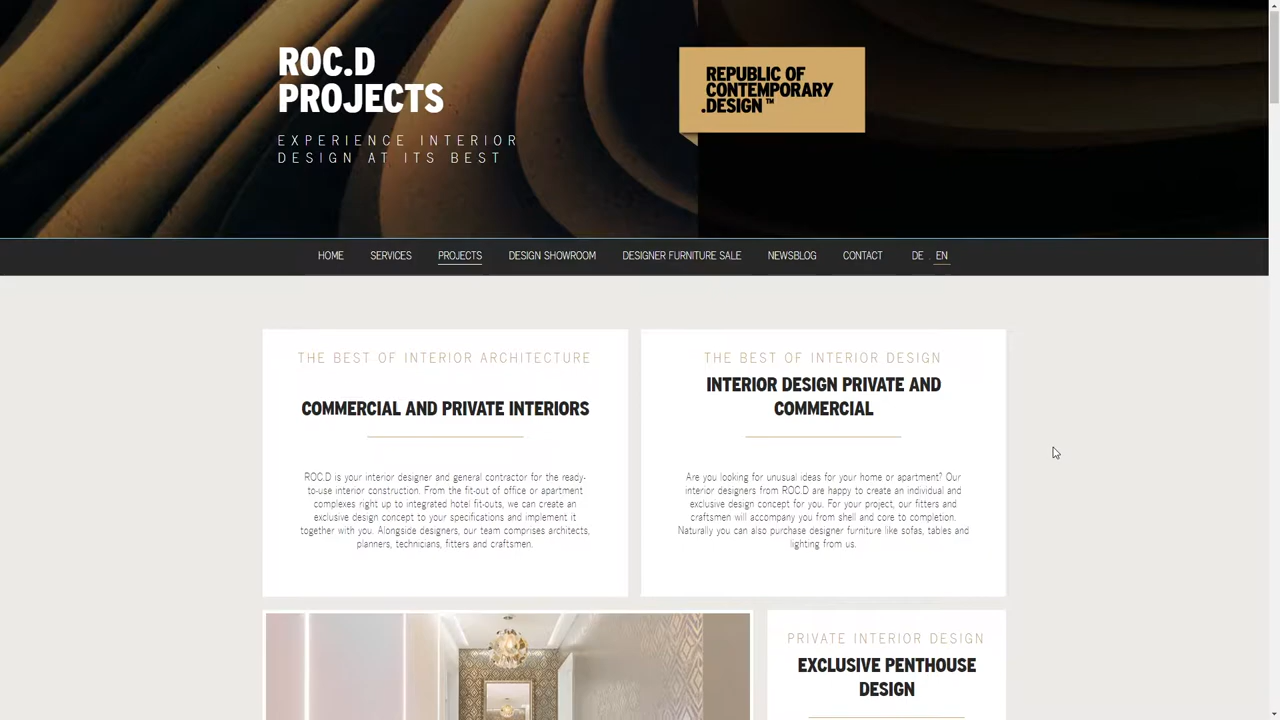 ROC.D
PROJECTS
EXPERIENCE INTERIOR
DESIGN AT ITS BEST
REPUBLIC OF
CONTEMPORARY
.DESIGN™
HOME SERVICES PROJECTS DESIGN SHOWROOM DESIGNER FURNITURE SALE NEWSBLOG CONTACT DE . EN
THE BEST OF INTERIOR ARCHITECTURE
COMMERCIAL AND PRIVATE INTERIORS
ROC.D is your interior designer and general contractor for the ready-
to-use interior construction. From the fit-out of office or apartment
complexes right up to integrated hotel fit-outs, we can create an
exclusive design concept to your specifications and implement it
together with you. Alongside designers, our team comprises architects,
planners, technicians, fitters and craftsmen.
THE BEST OF INTERIOR DESIGN
INTERIOR DESIGN PRIVATE AND
COMMERCIAL
Are you looking for unusual ideas for your home or apartment? Our
interior designers from ROC.D are happy to create an individual and
exclusive design concept for you. For your project, our fitters and
craftsmen will accompany you from shell and core to completion.
Naturally you can also purchase designer furniture like sofas, tables and
lighting from us.
PRIVATE INTERIOR DESIGN
EXCLUSIVE PENTHOUSE
DESIGN